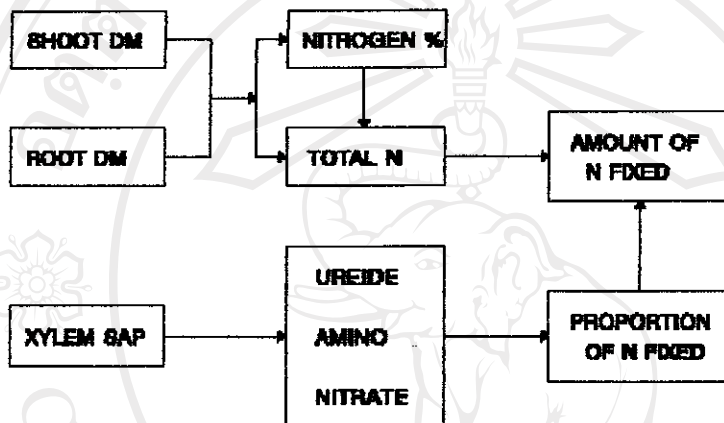 SHOOT DM
NITROGEN %
ROOT DM
TOTAL N
AMOUNT OF
N FIXED
XYLEM SAP
UREIDE
AMINO
NITRATE
PROPORTION
OF N FIXED